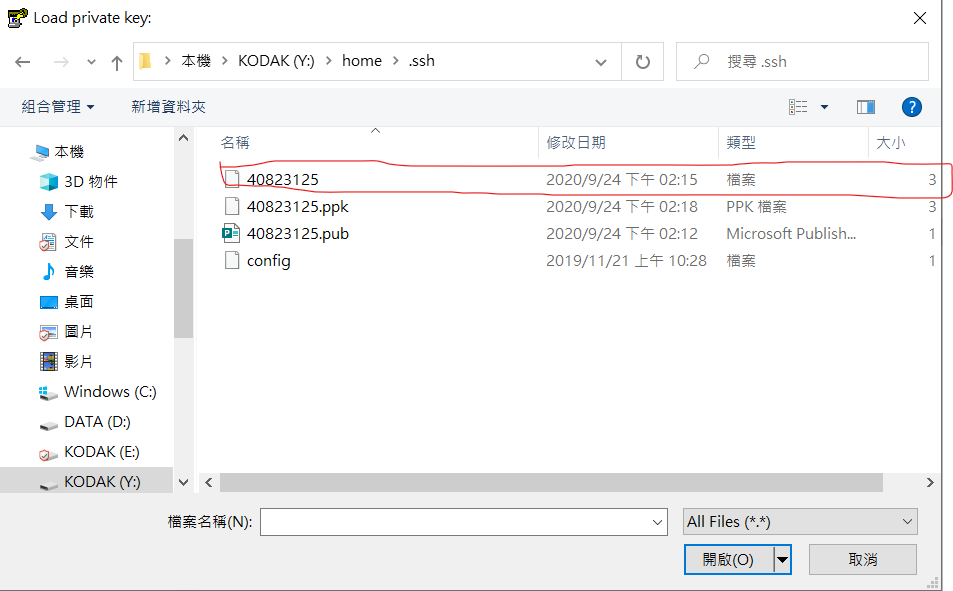 Load private key:
本機 KODAK (Y:) home .ssh 搜尋 .ssh
組合管理 新增資料夾
名稱 修改日期 類型 大小
40823125 2020/9/24 下午 02:15 檔案 3
40823125.ppk 2020/9/24 下午 02:18 PPK 檔案 3
40823125.pub 2020/9/24 下午 02:12 Microsoft Publish... 1
config 2019/11/21 上午 10:28 檔案 1
本機
3D 物件
下載
文件
音樂
桌面
圖片
影片
Windows (C:)
DATA (D:)
KODAK (E:)
KODAK (Y:)
檔案名稱(N): All Files (*.*)
開啟(O) 取消